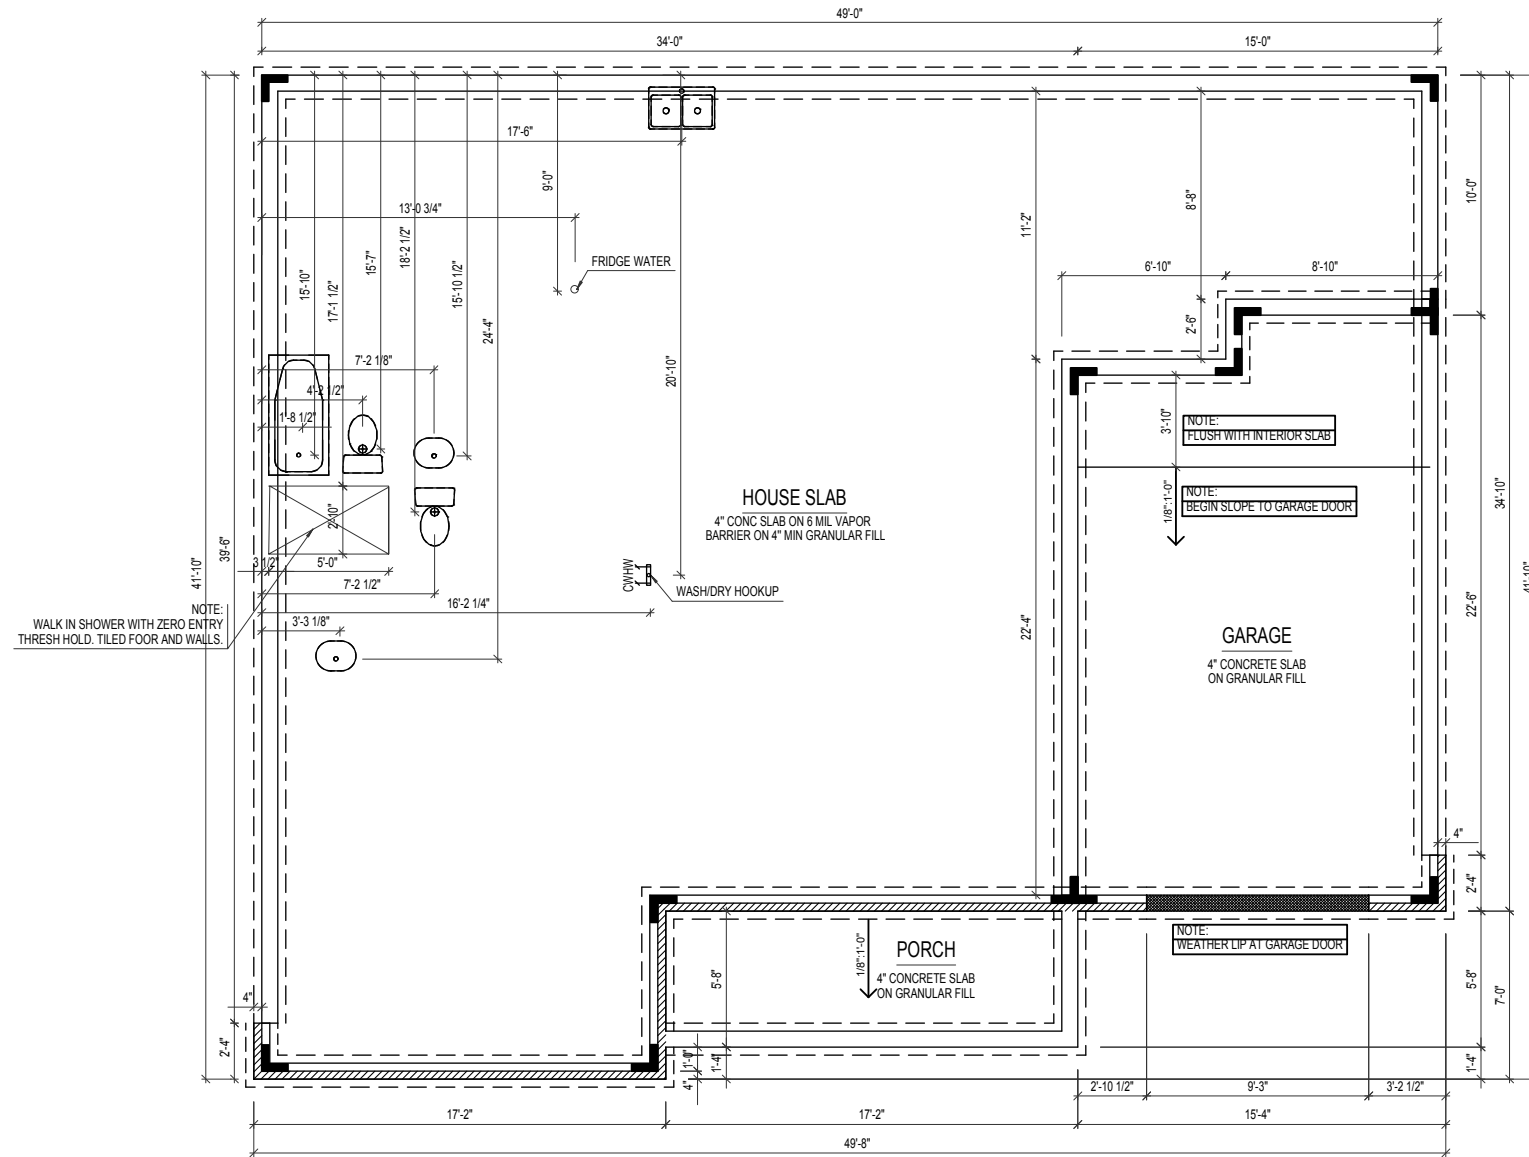 49'-0"
34'-0"
15'-0"
17'-6"
9'-0"
13'-0 3/4"
11'-2"
8'-8"
10'-0"
15'-10"
17'-1 1/2"
15'-7"
18'-2 1/2"
15'-10 1/2"
24'-4"
FRIDGE WATER
6'-10"
8'-10"
2'-6"
20'-10"
7'-2 1/8"
4'-2 1/2"
1'-8 1/2"
3'-10"
NOTE:
FLUSH WITH INTERIOR SLAB
34'-10"
NOTE:
BEGIN SLOPE TO GARAGE DOOR
1/8":1'-0"
HOUSE SLAB
4" CONC SLAB ON 6 MIL VAPOR
BARRIER ON 4" MIN GRANULAR FILL
2'-10"
39'-6"
41'-10"
3 1/2"
5'-0"
7'-2 1/2"
CWHW
WASH/DRY HOOKUP
41'-10"
22'-6"
16'-2 1/4"
NOTE:
WALK IN SHOWER WITH ZERO ENTRY
THRESH HOLD. TILED FOOR AND WALLS.
3'-3 1/8"
22'-4"
GARAGE
4" CONCRETE SLAB
ON GRANULAR FILL
4"
2'-4"
NOTE:
WEATHER LIP AT GARAGE DOOR
PORCH
4" CONCRETE SLAB
ON GRANULAR FILL
1/8":1'-0"
5'-8"
5'-8"
7'-0"
4"
2'-4"
1'-0"
4"
1'-4"
1'-4"
2'-10 1/2"
9'-3"
3'-2 1/2"
17'-2"
17'-2"
15'-4"
49'-8"